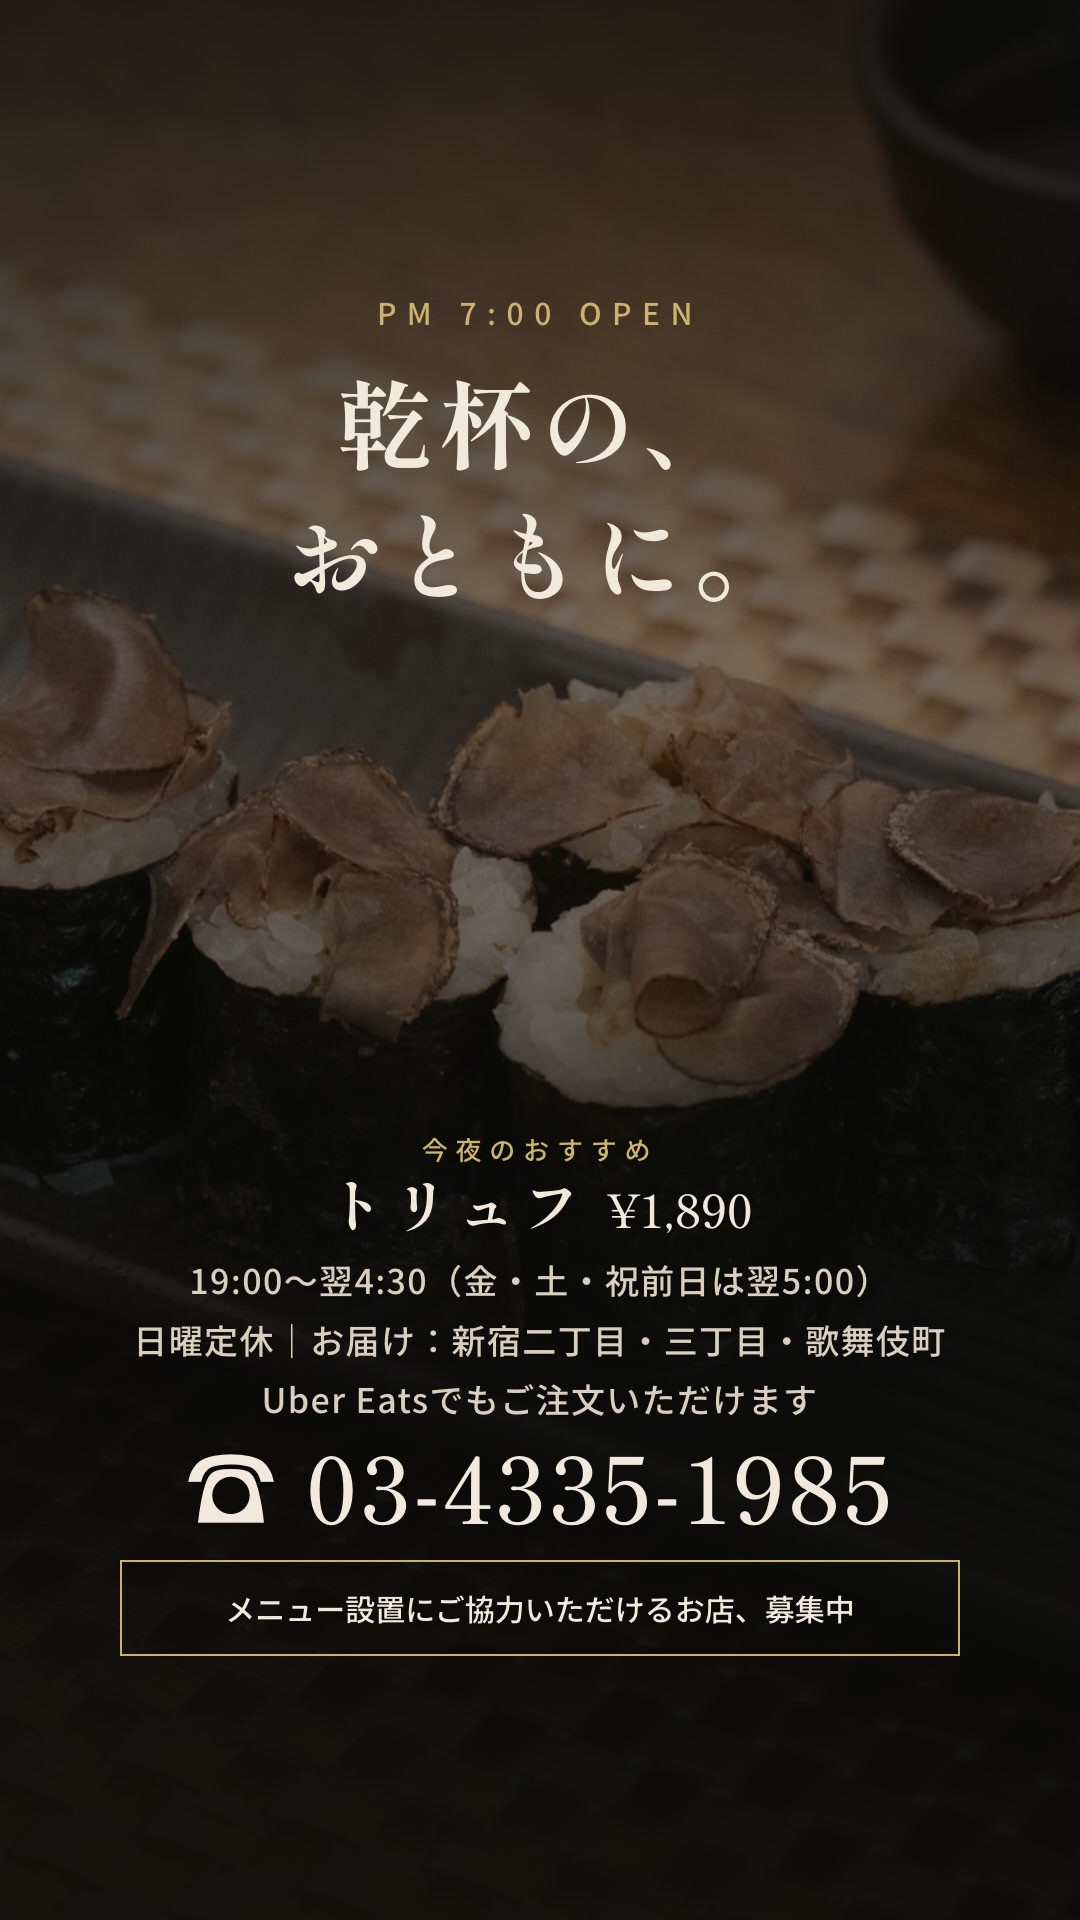 PM 7:00 OPEN
乾杯の、
おともに。
今夜のおすすめ
トリュフ ¥1,890
19:00〜翌4:30（金・土・祝前日は翌5:00）
日曜定休｜お届け：新宿二丁目・三丁目・歌舞伎町
Uber Eatsでもご注文いただけます
☎ 03-4335-1985
メニュー設置にご協力いただけるお店、募集中